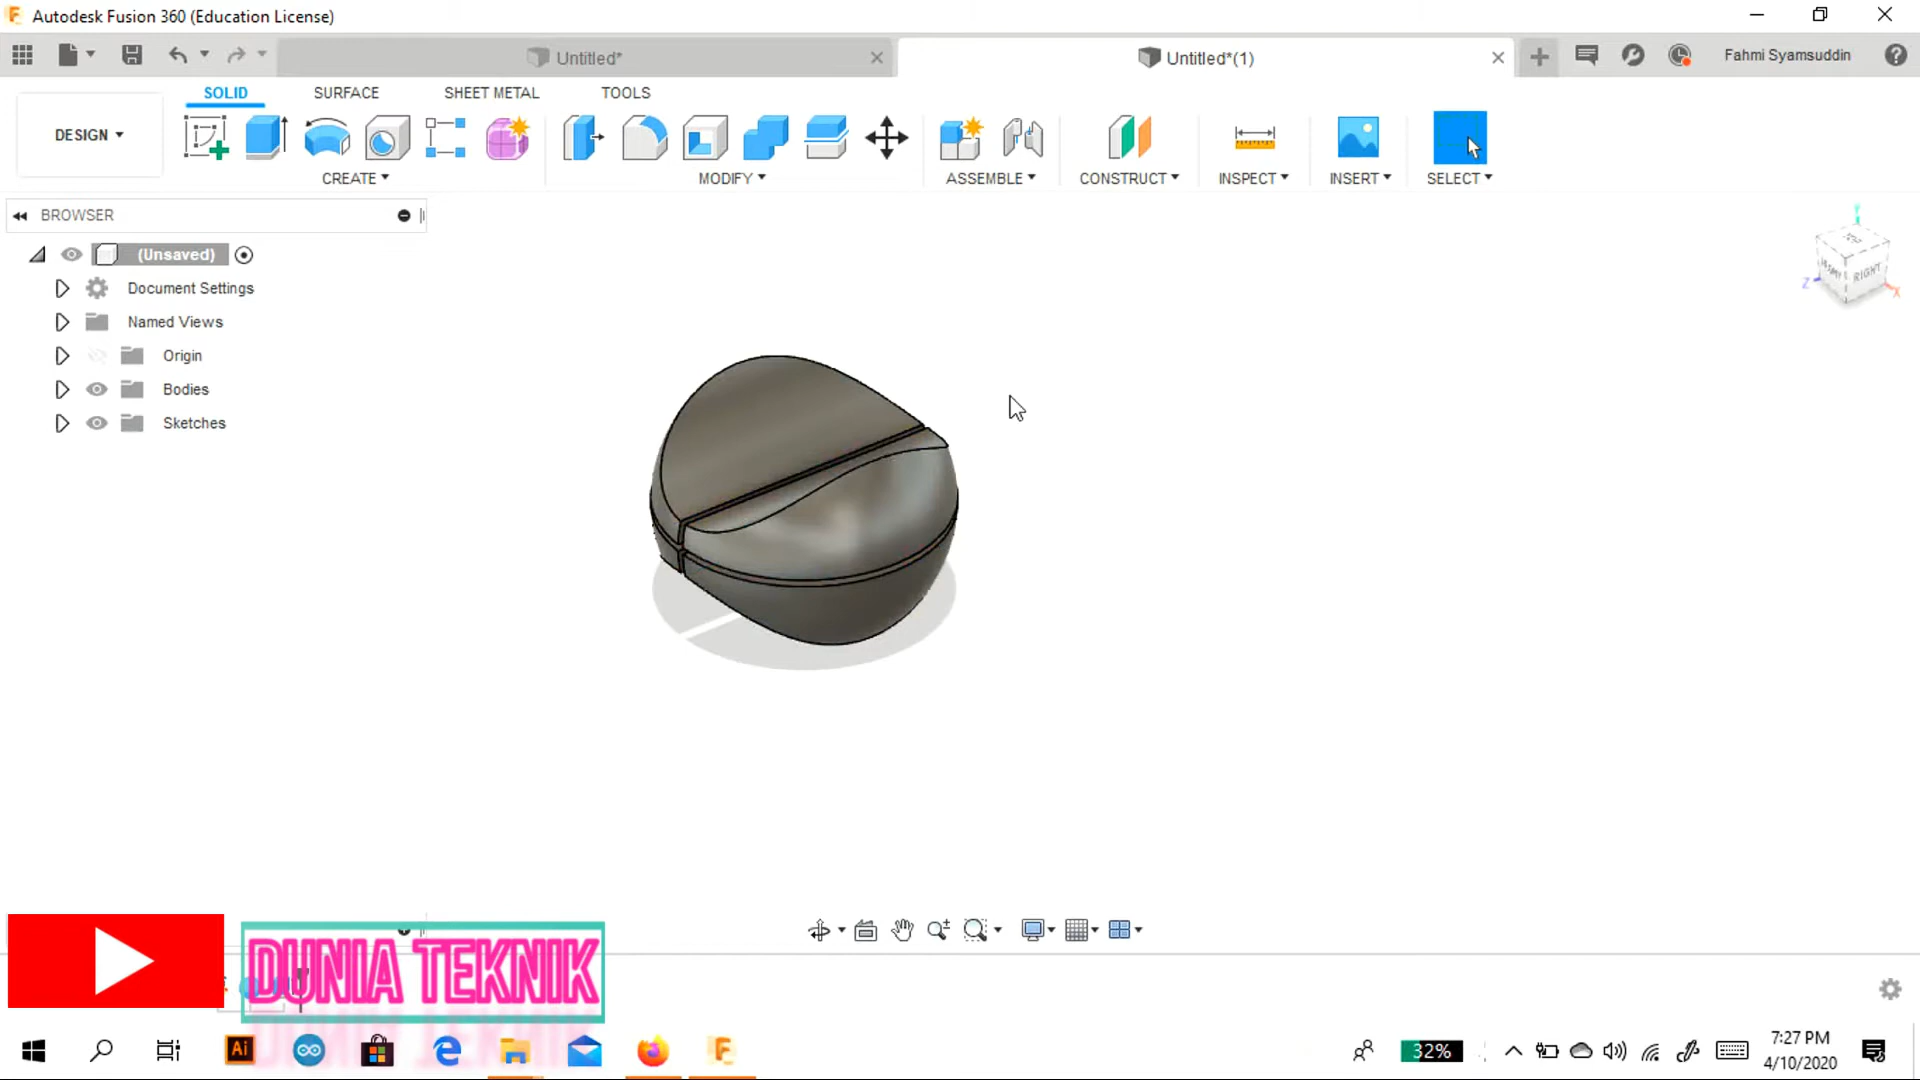 Autodesk Fusion 360 (Education License)
Untitled*
Untitled*(1)
Fahmi Syamsuddin
SOLID
SURFACE
SHEET METAL
TOOLS
DESIGN
CREATE
MODIFY
ASSEMBLE
CONSTRUCT
INSPECT
INSERT
SELECT
BROWSER
(Unsaved)
Document Settings
Named Views
Origin
Bodies
Sketches
Y
RIGHT
Z
X
DUNIA TEKNIK
Ai
32%
7:27 PM
4/10/2020